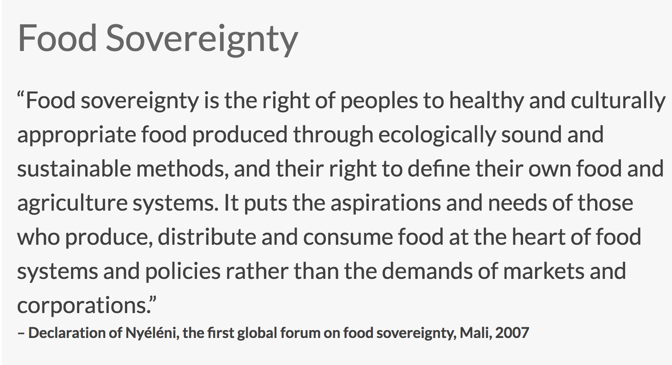 Food Sovereignty
“Food sovereignty is the right of peoples to healthy and culturally
appropriate food produced through ecologically sound and
sustainable methods, and their right to define their own food and
agriculture systems. It puts the aspirations and needs of those
who produce, distribute and consume food at the heart of food
systems and policies rather than the demands of markets and
corporations.”
– Declaration of Nyéléni, the first global forum on food sovereignty, Mali, 2007